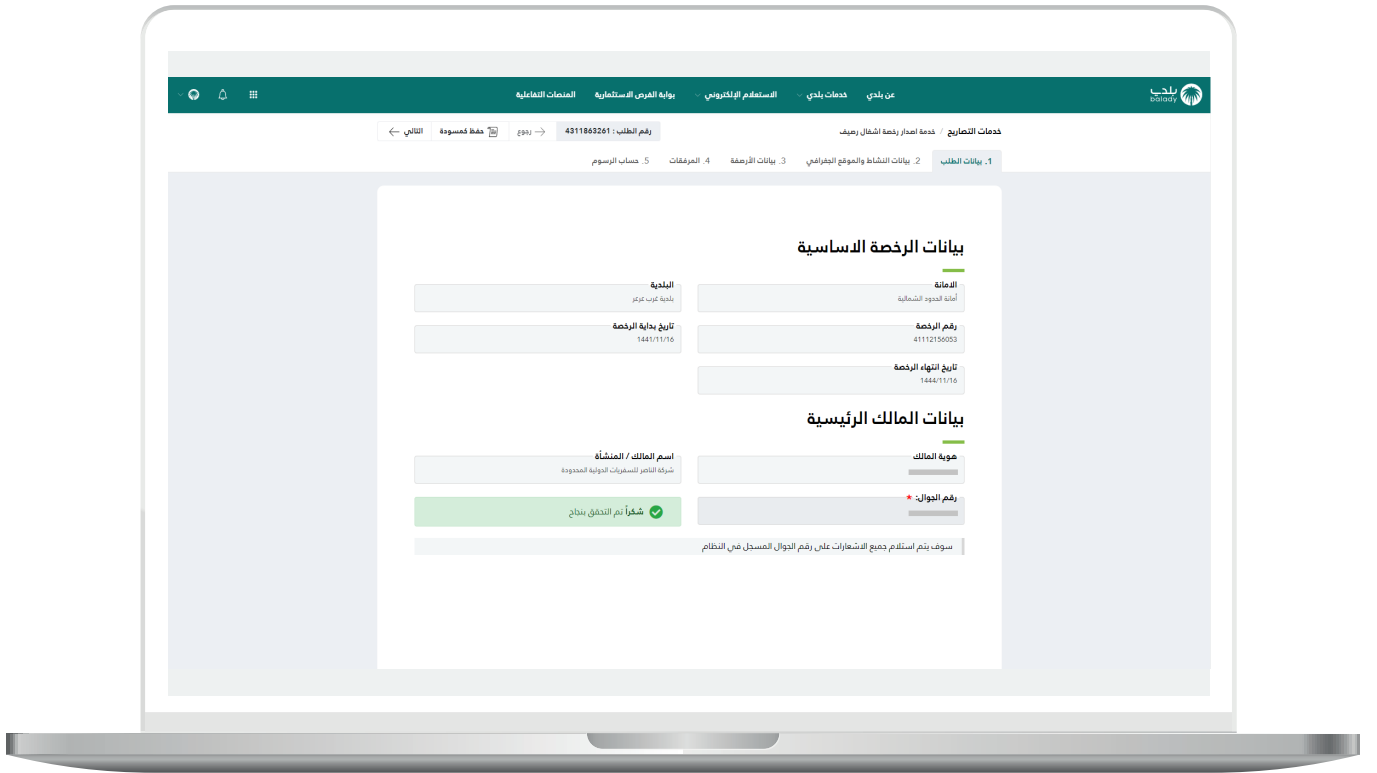 بلدي
balady
عن بلدي
خدمات بلدي
الاستعلام الإلكتروني
بوابة الفرص الاستثمارية
المنصات التفاعلية
خدمات التصاريح / خدمة اصدار رخصة اشغال رصيف
رقم الطلب : 4311863261
رجوع
حفظ كمسودة
التالي
1. بيانات الطلب
2. بيانات النشاط والموقع الجغرافي
3. بيانات الأرصفة
4. المرفقات
5. حساب الرسوم
بيانات الرخصة الاساسية
الامانة
أمانة الحدود الشمالية
البلدية
بلدية غرب عرعر
رقم الرخصة
41112156053
تاريخ بداية الرخصة
1441/11/16
تاريخ انتهاء الرخصة
1444/11/16
بيانات المالك الرئيسية
هوية المالك
اسم المالك / المنشأة
شركة الناصر للسفريات الدولية المحدودة
رقم الجوال: *
شكراً تم التحقق بنجاح
سوف يتم استلام جميع الاشعارات على رقم الجوال المسجل في النظام